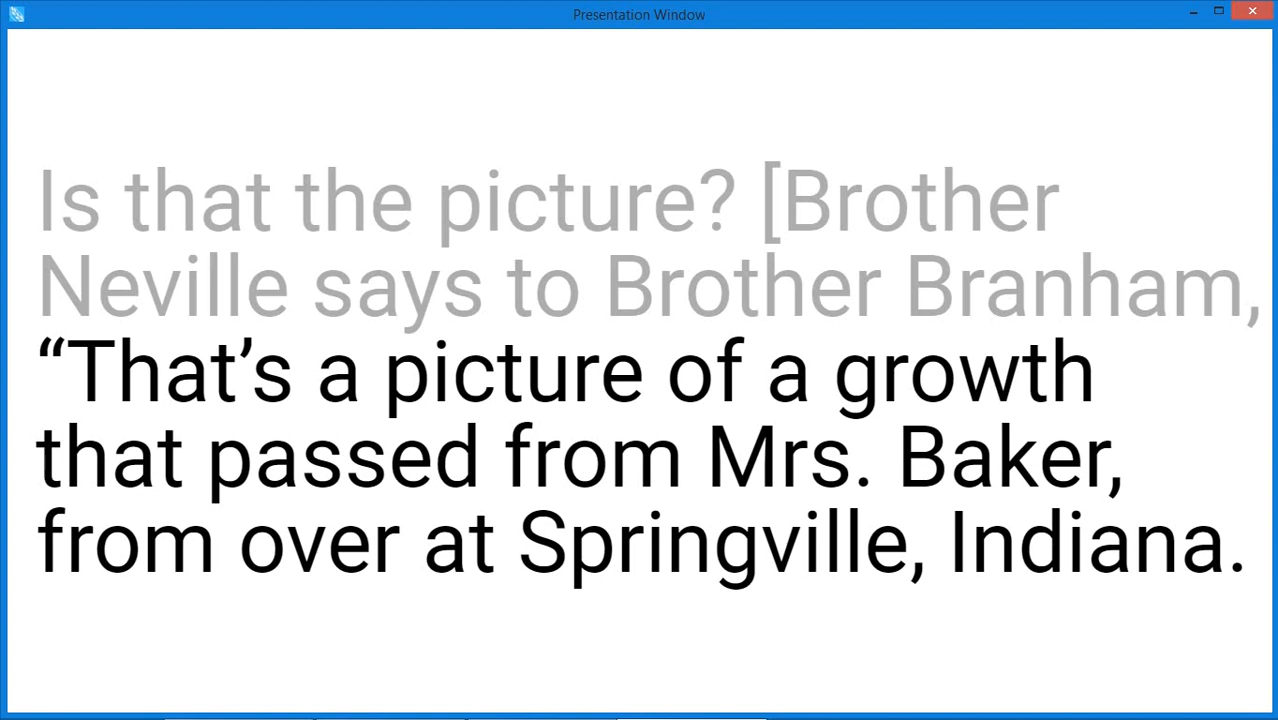 Presentation Window
Is that the picture? [Brother
Neville says to Brother Branham,
“That’s a picture of a growth
that passed from Mrs. Baker,
from over at Springville, Indiana.